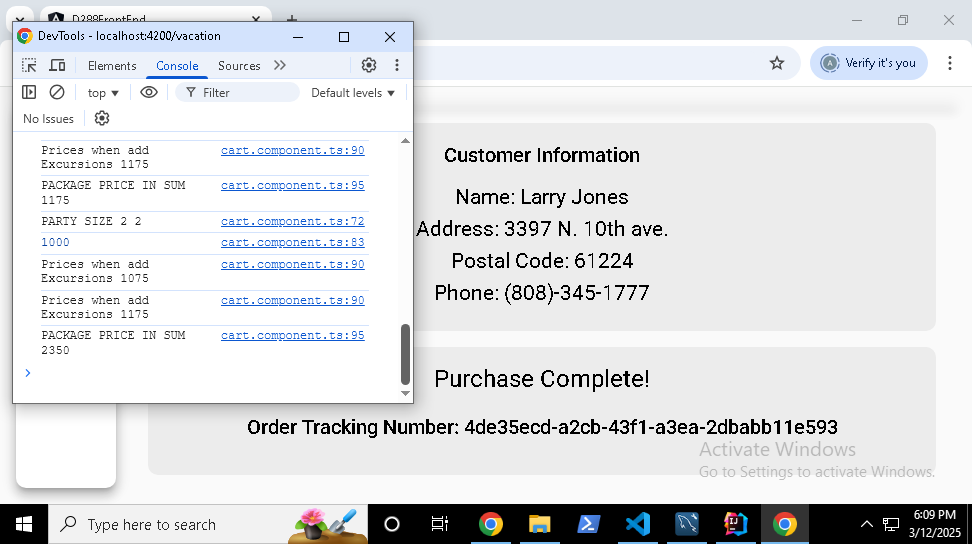 D288FrontEnd
DevTools - localhost:4200/vacation
Elements Console Sources
Verify it's you
top Filter Default levels
No Issues
Prices when add cart.component.ts:90
Excursions 1175
PACKAGE PRICE IN SUM cart.component.ts:95
1175
PARTY SIZE 2 2 cart.component.ts:72
1000 cart.component.ts:83
Prices when add cart.component.ts:90
Excursions 1075
Prices when add cart.component.ts:90
Excursions 1175
PACKAGE PRICE IN SUM cart.component.ts:95
2350
Customer Information
Name: Larry Jones
Address: 3397 N. 10th ave.
Postal Code: 61224
Phone: (808)-345-1777
Purchase Complete!
Order Tracking Number: 4de35ecd-a2cb-43f1-a3ea-2dbabb11e593
Activate Windows
Go to Settings to activate Windows.
Type here to search
6:09 PM
3/12/2025